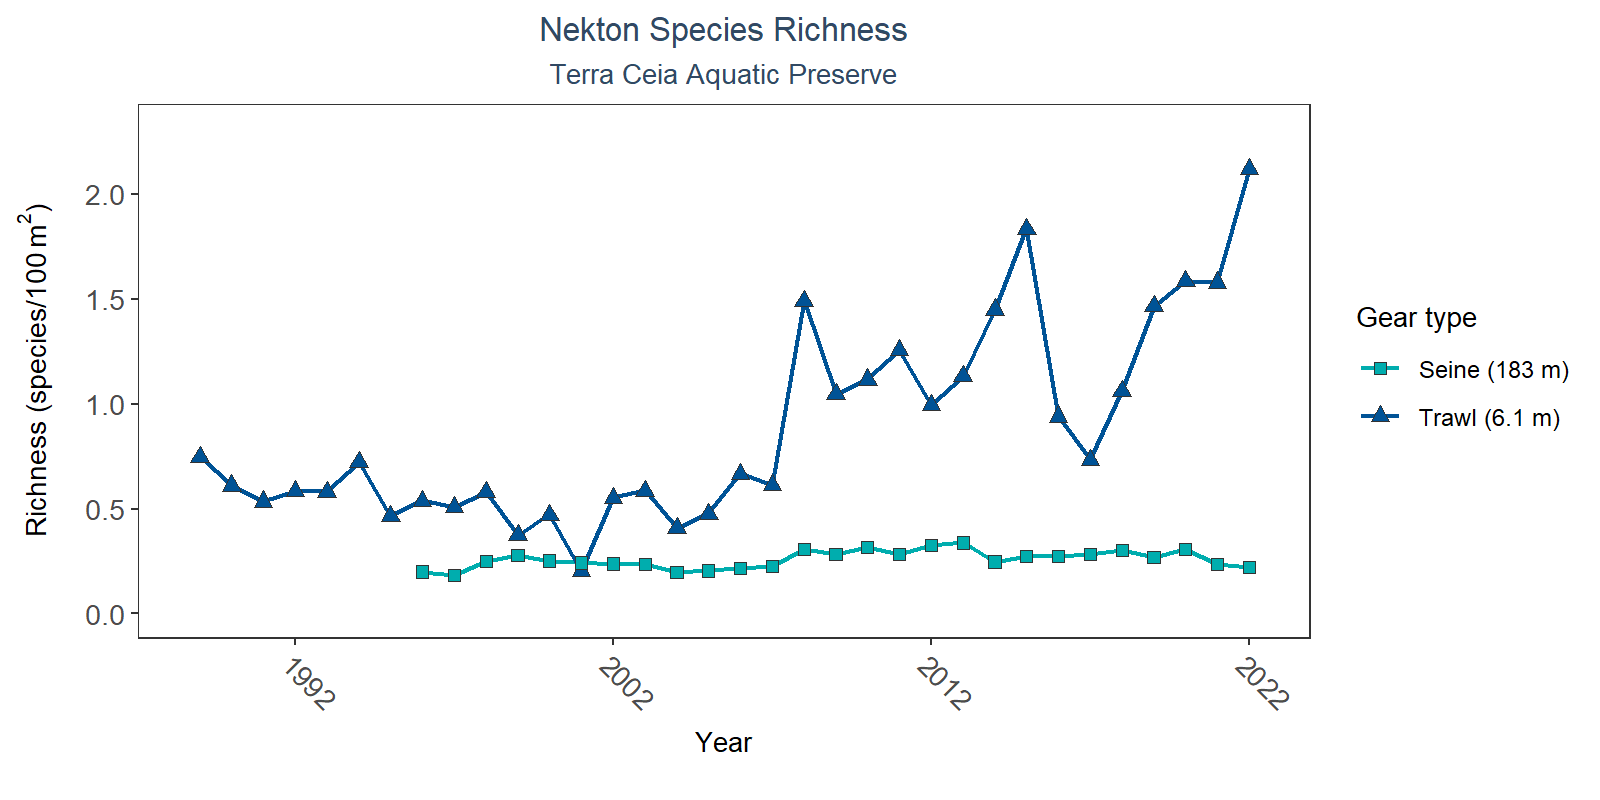 Nekton Species Richness
Terra Ceia Aquatic Preserve
Richness (species/100 m²)
2.0
1.5
1.0
0.5
0.0
1992
2002
2012
2022
Year
Gear type
Seine (183 m)
Trawl (6.1 m)